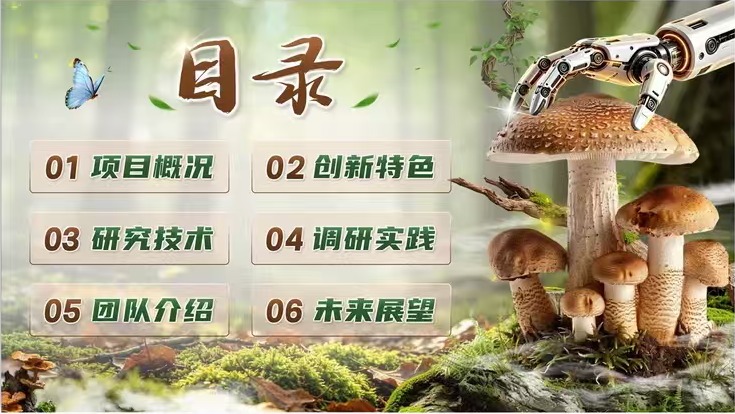 目录
01 项目概况
02 创新特色
03 研究技术
04 调研实践
05 团队介绍
06 未来展望